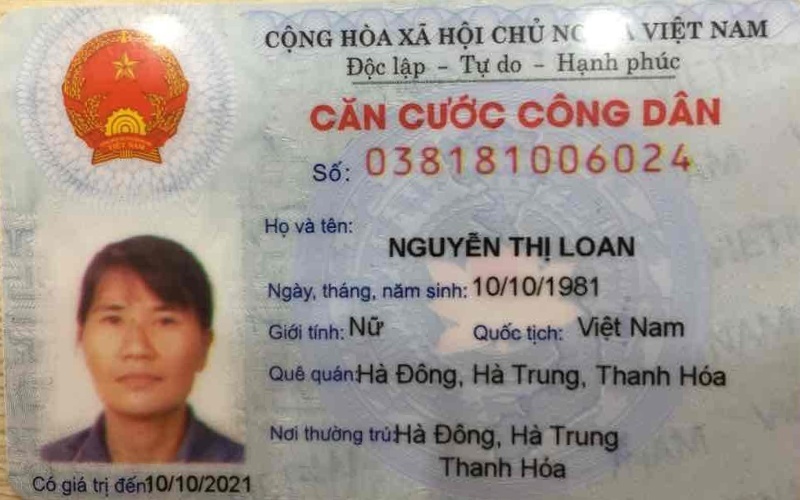 CỘNG HÒA XÃ HỘI CHỦ VIỆT NAM
Độc lập - Tự do - Hạnh phúc
CĂN CƯỚC CÔNG DÂN
Số: 038181006024
Họ và tên:
NGUYỄN THỊ LOAN
Ngày, tháng, năm sinh: 10/10/1981
Giới tính: Nữ Quốc tịch: Việt Nam
Quê quán: Hà Đông, Hà Trung, Thanh Hóa
Nơi thường trú: Hà Đông, Hà Trung
Thanh Hóa
Có giá trị đến 10/10/2021